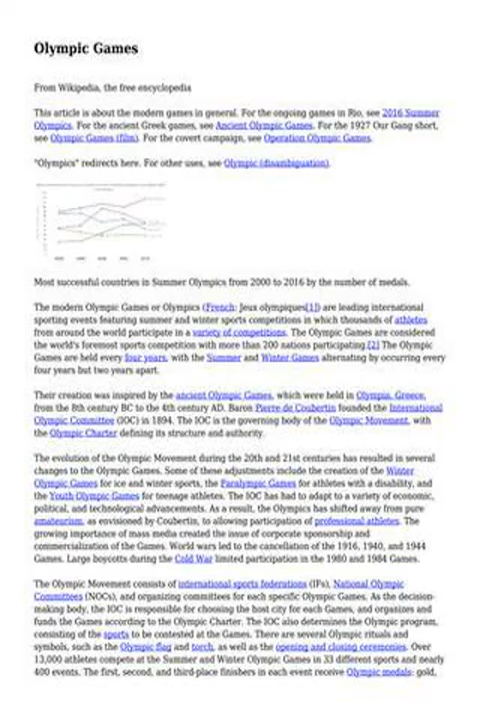 Olympic Games
From Wikipedia, the free encyclopedia
This article is about the modern games in general. For the ongoing games in Rio, see 2016 Summer
Olympics. For the ancient Greek games, see Ancient Olympic Games. For the 1927 Our Gang short,
see Olympic Games (film). For the covert campaign, see Operation Olympic Games.
"Olympics" redirects here. For other uses, see Olympic (disambiguation).
Most successful countries in Summer Olympics from 2000 to 2016 by the number of medals.
The modern Olympic Games or Olympics (French: Jeux olympiques[1]) are leading international
sporting events featuring summer and winter sports competitions in which thousands of athletes
from around the world participate in a variety of competitions. The Olympic Games are considered
the world's foremost sports competition with more than 200 nations participating.[2] The Olympic
Games are held every four years, with the Summer and Winter Games alternating by occurring every
four years but two years apart.
Their creation was inspired by the ancient Olympic Games, which were held in Olympia, Greece,
from the 8th century BC to the 4th century AD. Baron Pierre de Coubertin founded the International
Olympic Committee (IOC) in 1894. The IOC is the governing body of the Olympic Movement, with
the Olympic Charter defining its structure and authority.
The evolution of the Olympic Movement during the 20th and 21st centuries has resulted in several
changes to the Olympic Games. Some of these adjustments include the creation of the Winter
Olympic Games for ice and winter sports, the Paralympic Games for athletes with a disability, and
the Youth Olympic Games for teenage athletes. The IOC has had to adapt to a variety of economic,
political, and technological advancements. As a result, the Olympics has shifted away from pure
amateurism, as envisioned by Coubertin, to allowing participation of professional athletes. The
growing importance of mass media created the issue of corporate sponsorship and
commercialization of the Games. World wars led to the cancellation of the 1916, 1940, and 1944
Games. Large boycotts during the Cold War limited participation in the 1980 and 1984 Games.
The Olympic Movement consists of international sports federations (IFs), National Olympic
Committees (NOCs), and organizing committees for each specific Olympic Games. As the decision-
making body, the IOC is responsible for choosing the host city for each Games, and organizes and
funds the Games according to the Olympic Charter. The IOC also determines the Olympic program,
consisting of the sports to be contested at the Games. There are several Olympic rituals and
symbols, such as the Olympic flag and torch, as well as the opening and closing ceremonies. Over
13,000 athletes compete at the Summer and Winter Olympic Games in 33 different sports and nearly
400 events. The first, second, and third-place finishers in each event receive Olympic medals: gold,